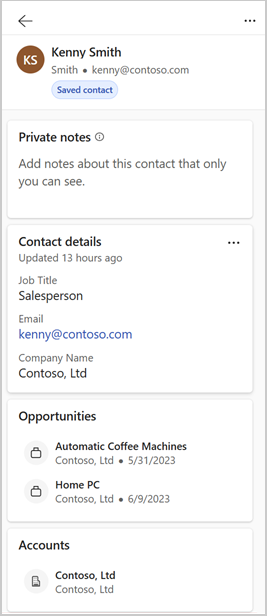 KS
Kenny Smith
Smith • kenny@contoso.com
Saved contact
Private notes
Add notes about this contact that only
you can see.
Contact details
Updated 13 hours ago
Job Title
Salesperson
Email
kenny@contoso.com
Company Name
Contoso, Ltd
Opportunities
Automatic Coffee Machines
Contoso, Ltd • 5/31/2023
Home PC
Contoso, Ltd • 6/9/2023
Accounts
Contoso, Ltd
Contoso, Ltd